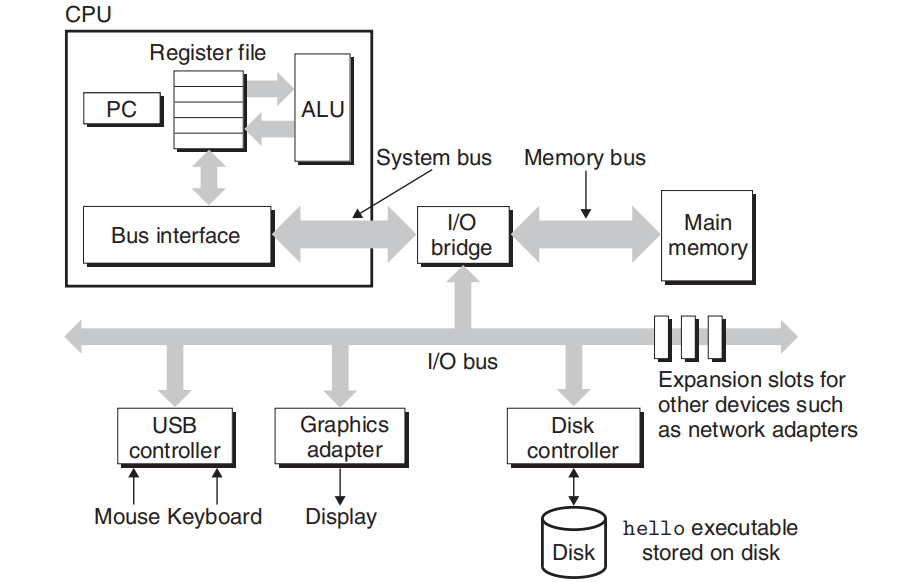 CPU
Register file
PC
ALU
System bus
Memory bus
Bus interface
I/O
bridge
Main
memory
I/O bus
Expansion slots for
other devices such
as network adapters
USB
controller
Graphics
adapter
Disk
controller
Mouse Keyboard
Display
Disk
hello executable
stored on disk